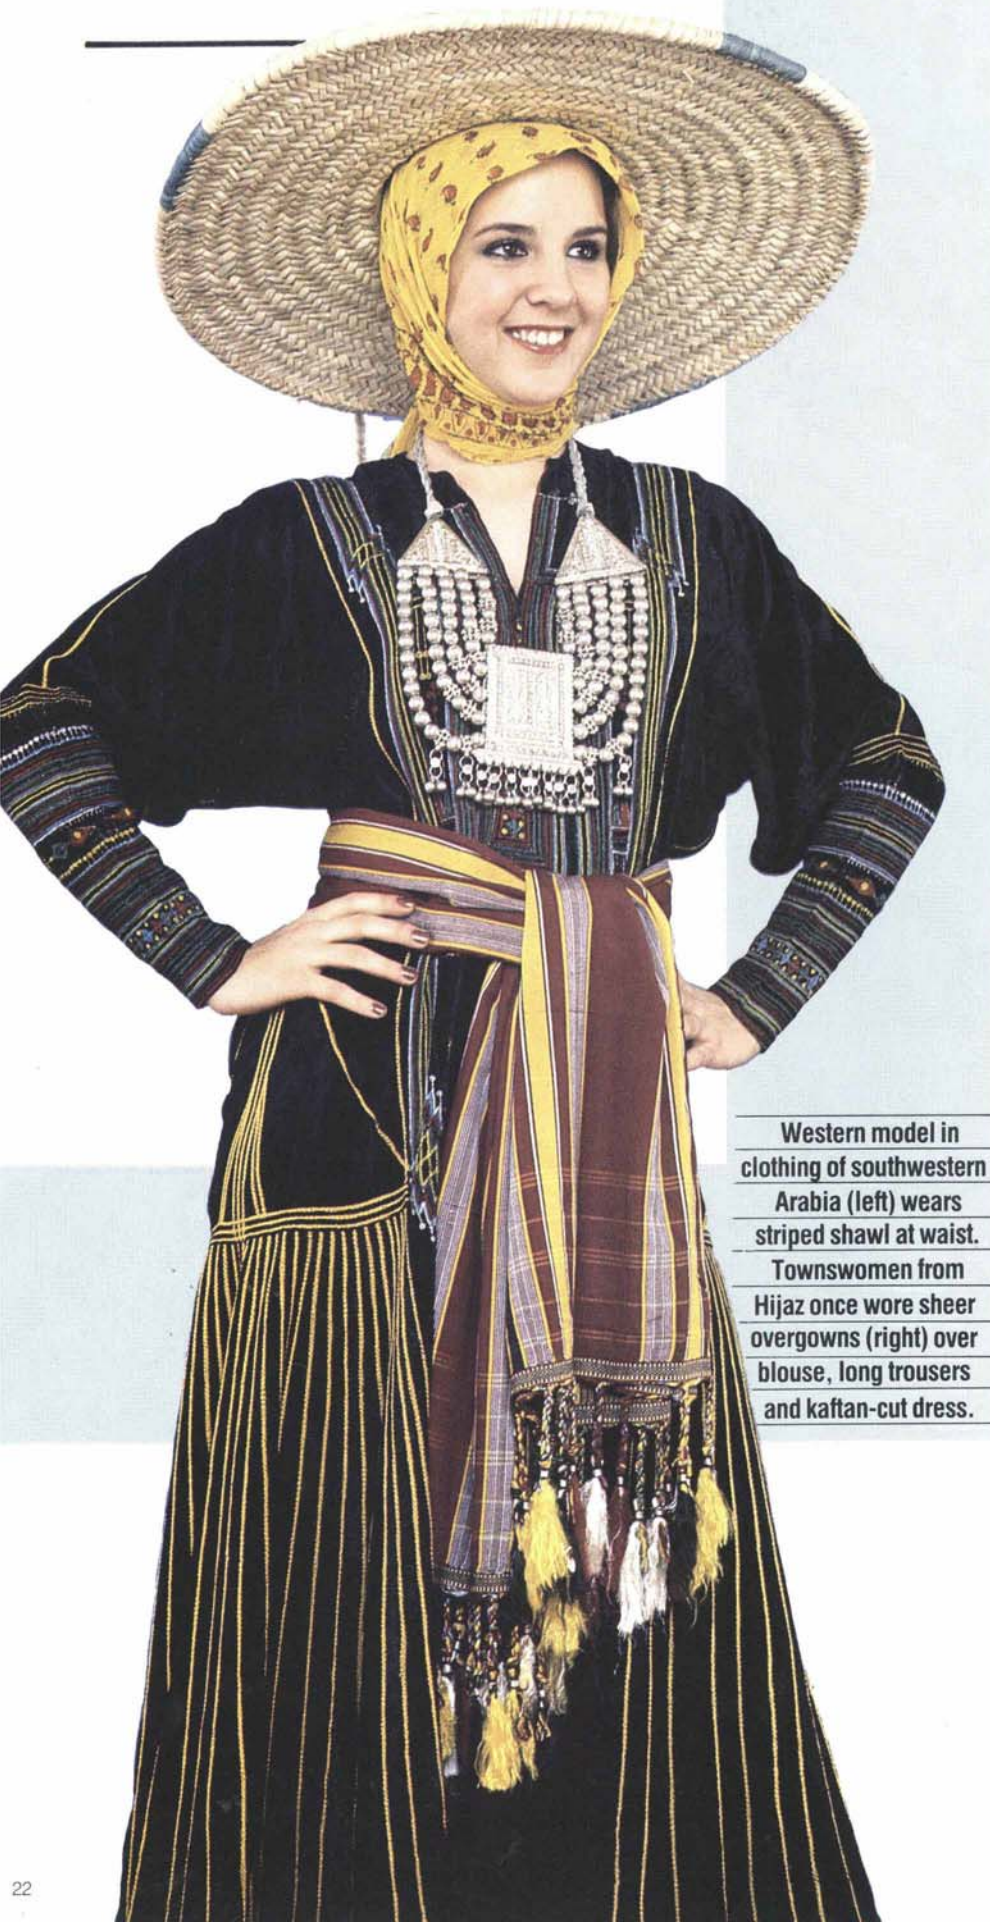 Western model in
clothing of southwestern
Arabia (left) wears
striped shawl at waist.
Townswomen from
Hijaz once wore sheer
overgowns (right) over
blouse, long trousers
and kaftan-cut dress.
22